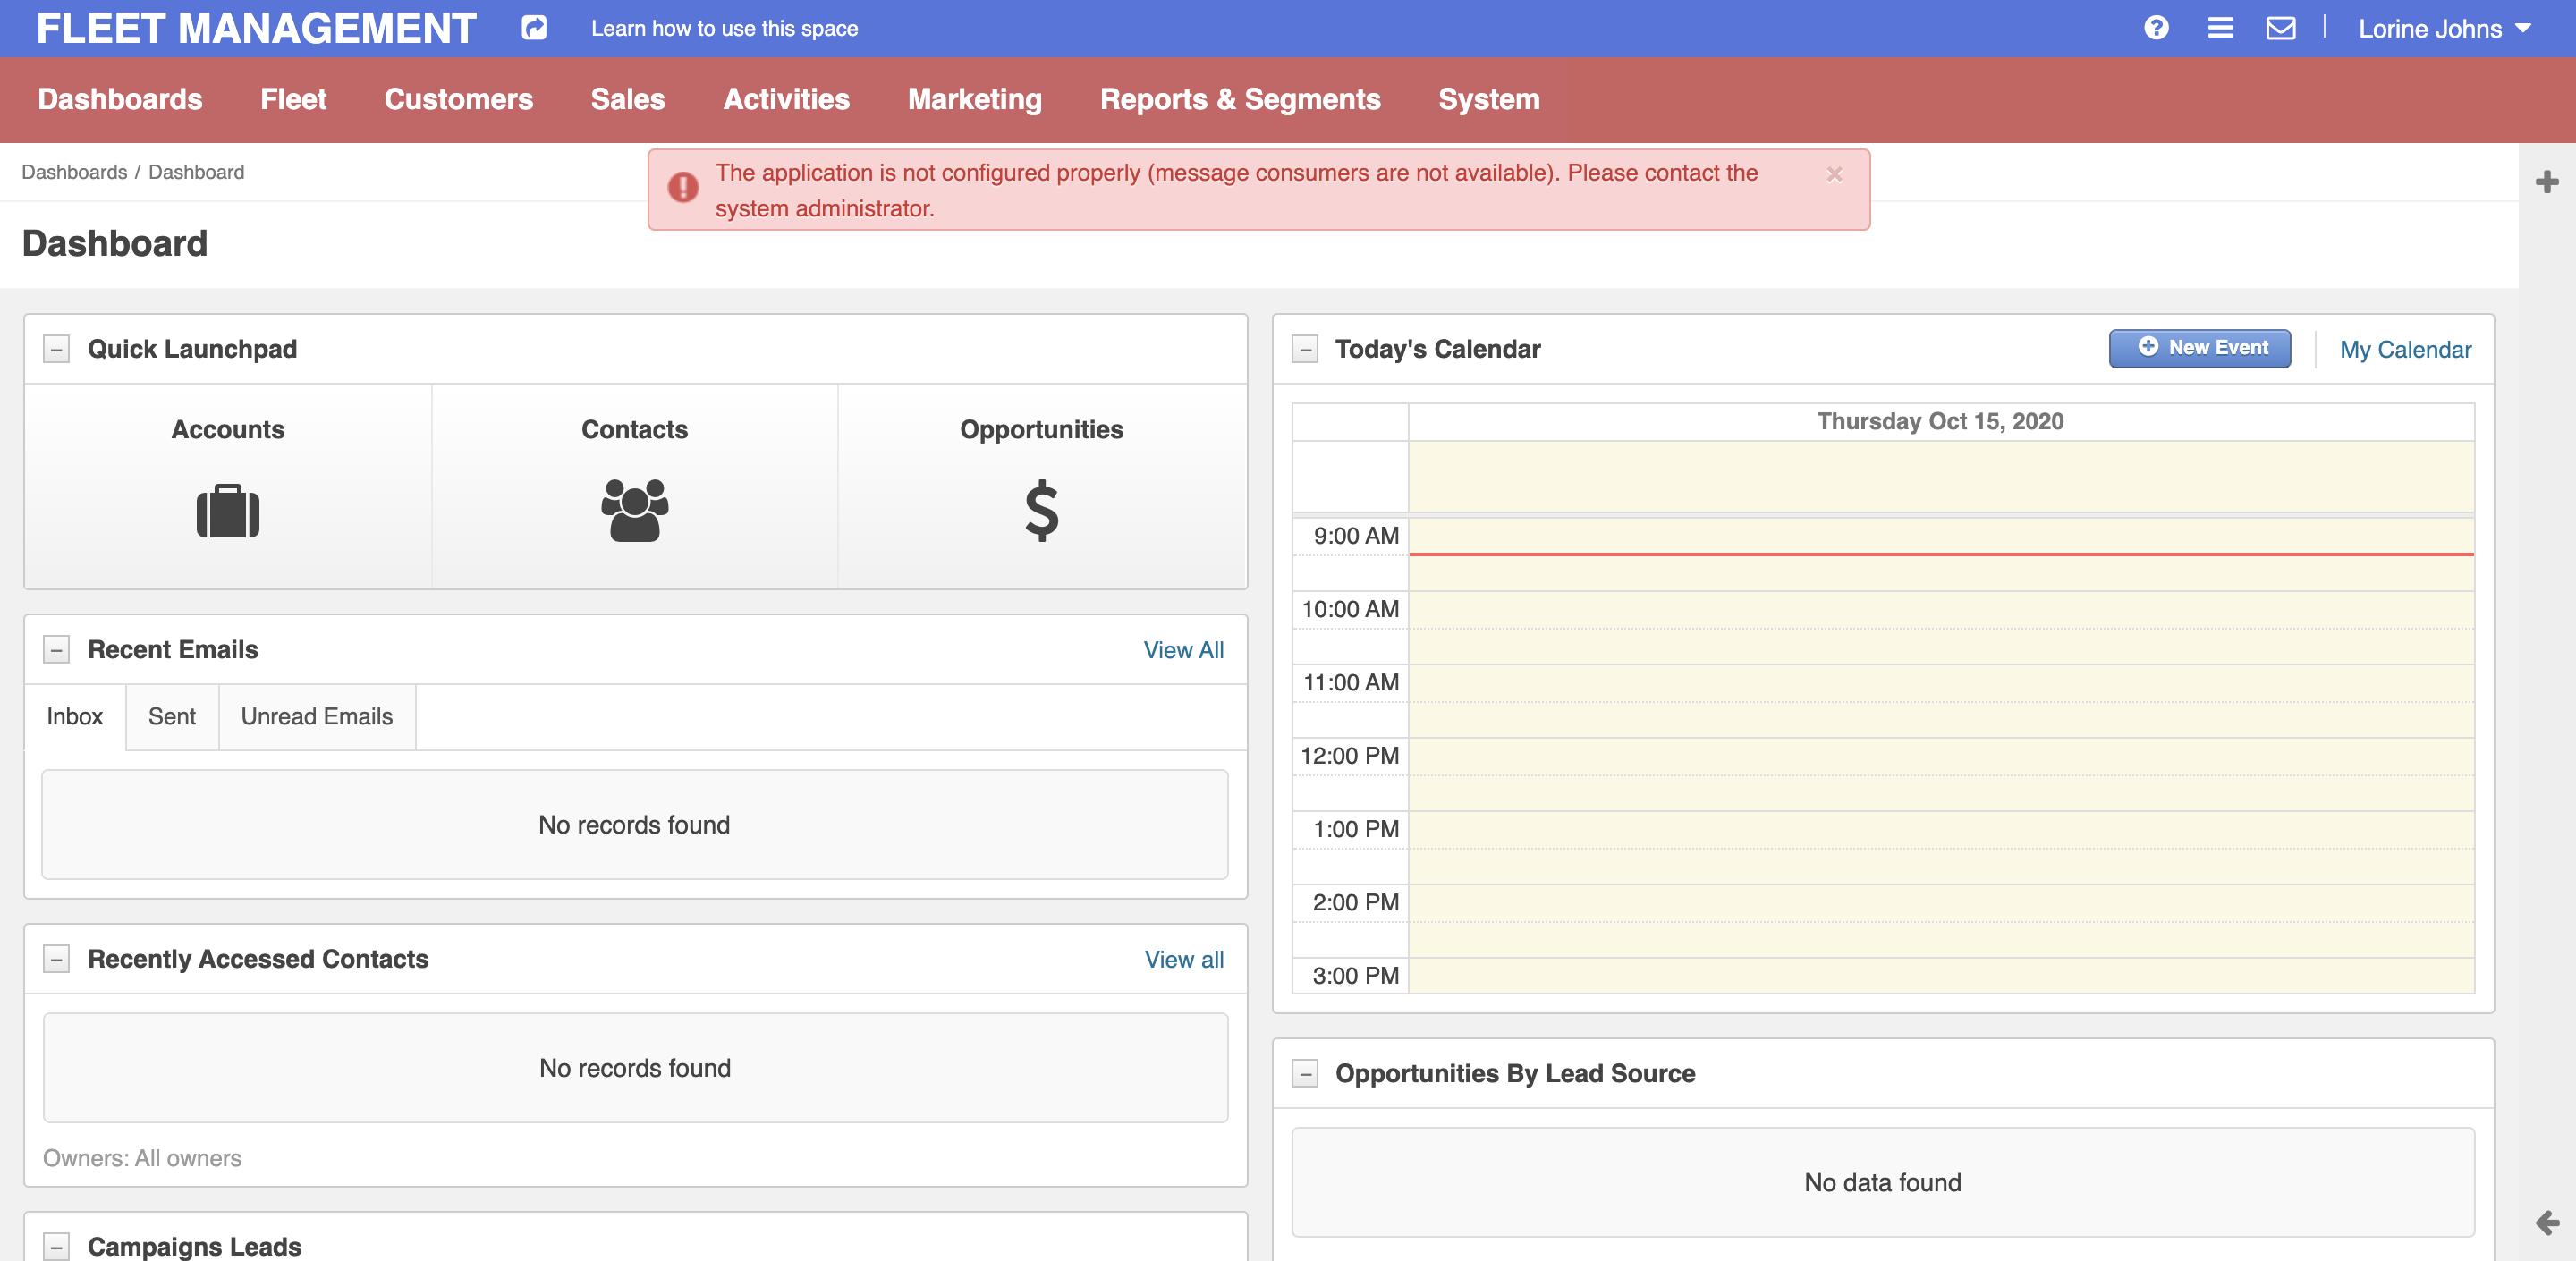 FLEET MANAGEMENT
Learn how to use this space
Lorine Johns
Dashboards Fleet Customers Sales Activities Marketing Reports & Segments System
Dashboards / Dashboard
The application is not configured properly (message consumers are not available). Please contact the
system administrator.
Dashboard
Quick Launchpad
Accounts Contacts Opportunities
Recent Emails View All
Inbox Sent Unread Emails
No records found
Recently Accessed Contacts View all
No records found
Owners: All owners
Campaigns Leads
Today's Calendar New Event My Calendar
Thursday Oct 15, 2020
9:00 AM
10:00 AM
11:00 AM
12:00 PM
1:00 PM
2:00 PM
3:00 PM
Opportunities By Lead Source
No data found